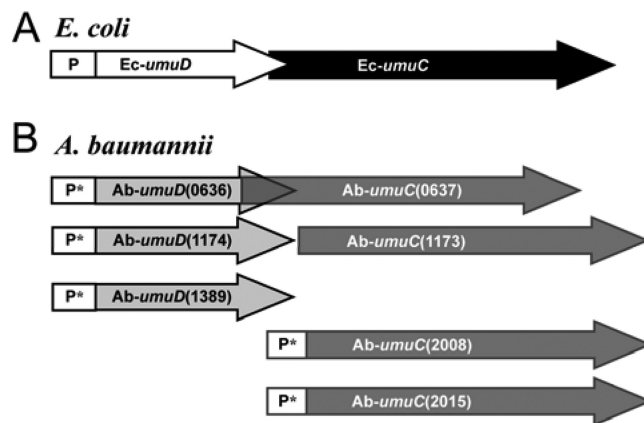 A E. coli
P Ec-umuD Ec-umuC
B A. baumannii
P* Ab-umuD(0636) Ab-umuC(0637)
P* Ab-umuD(1174) Ab-umuC(1173)
P* Ab-umuD(1389)
P* Ab-umuC(2008)
P* Ab-umuC(2015)